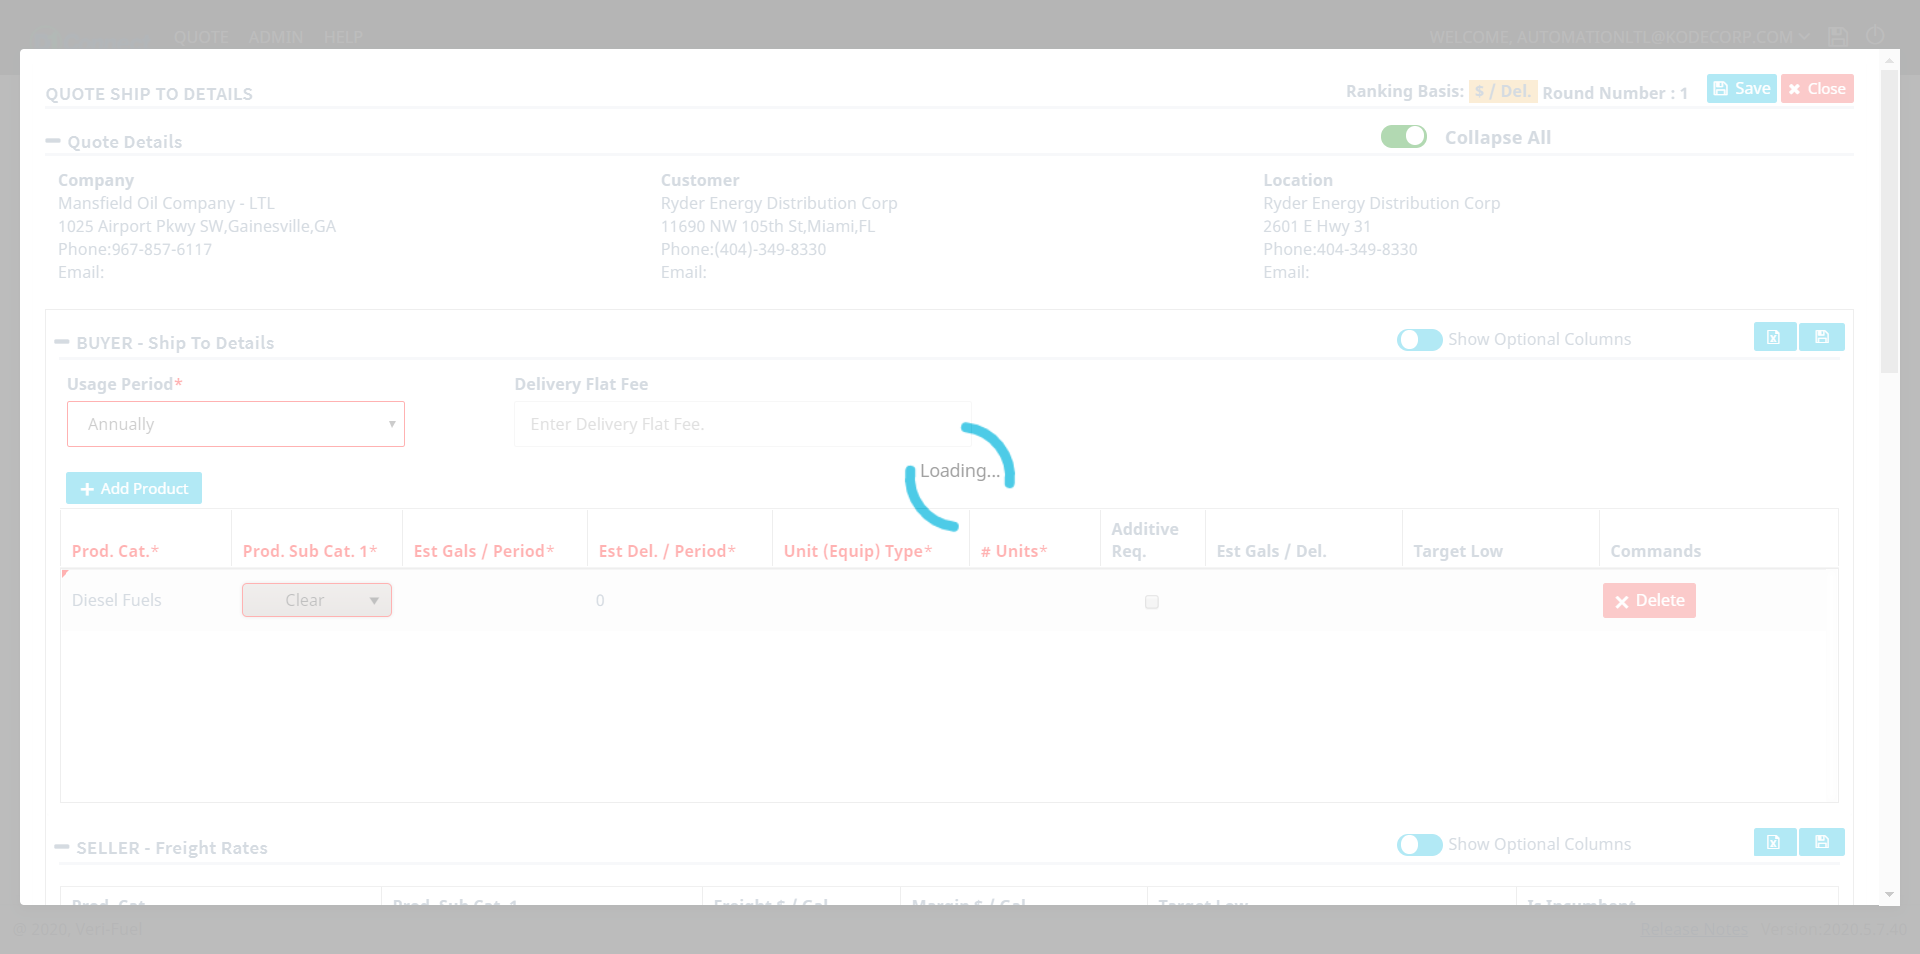 QUOTE ADMIN HELP
WELCOME, AUTOMATIONLTL@KODECORP.COM
QUOTE SHIP TO DETAILS
Ranking Basis: $ / Del. Round Number : 1
Save
Close
Quote Details
Collapse All
Company
Mansfield Oil Company - LTL
1025 Airport Pkwy SW,Gainesville,GA
Phone:967-857-6117
Email:
Customer
Ryder Energy Distribution Corp
11690 NW 105th St,Miami,FL
Phone:(404)-349-8330
Email:
Location
Ryder Energy Distribution Corp
2601 E Hwy 31
Phone:404-349-8330
Email:
BUYER - Ship To Details
Show Optional Columns
Usage Period*
Annually
Delivery Flat Fee
Enter Delivery Flat Fee.
Loading...
Add Product
Prod. Cat.* Prod. Sub Cat. 1* Est Gals / Period* Est Del. / Period* Unit (Equip) Type* # Units* Additive Req. Est Gals / Del. Target Low Commands
Diesel Fuels Clear 0 Delete
SELLER - Freight Rates
Show Optional Columns
Prod. Cat. Prod. Sub Cat. 1 Freight $ / Gal Margin $ / Gal Target Low Is Incumbent
© 2020, Veri-Fuel
Release Notes